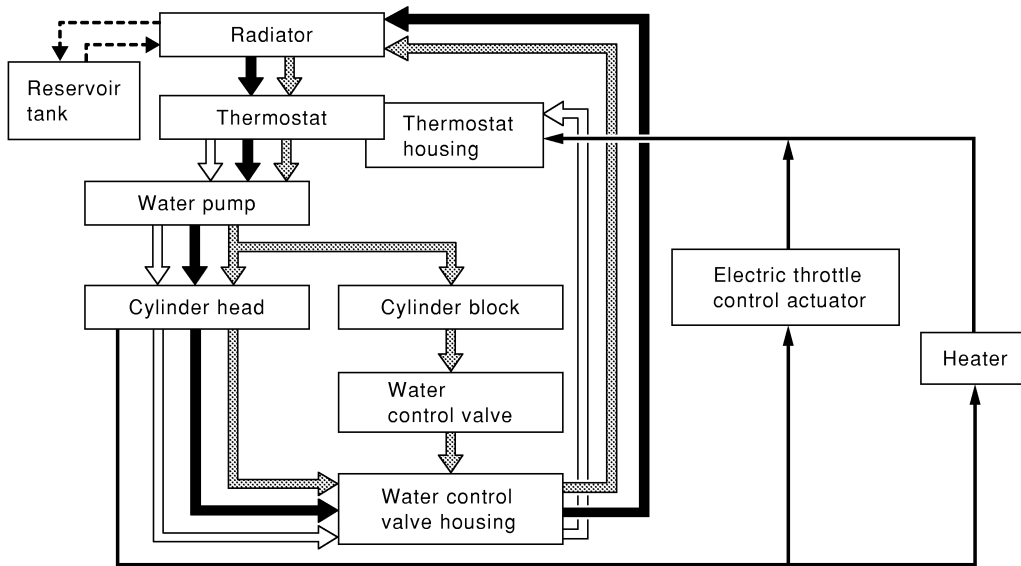 Radiator
Reservoir
tank
Thermostat
Thermostat
housing
Water pump
Electric throttle
control actuator
Cylinder head
Cylinder block
Heater
Water
control valve
Water control
valve housing